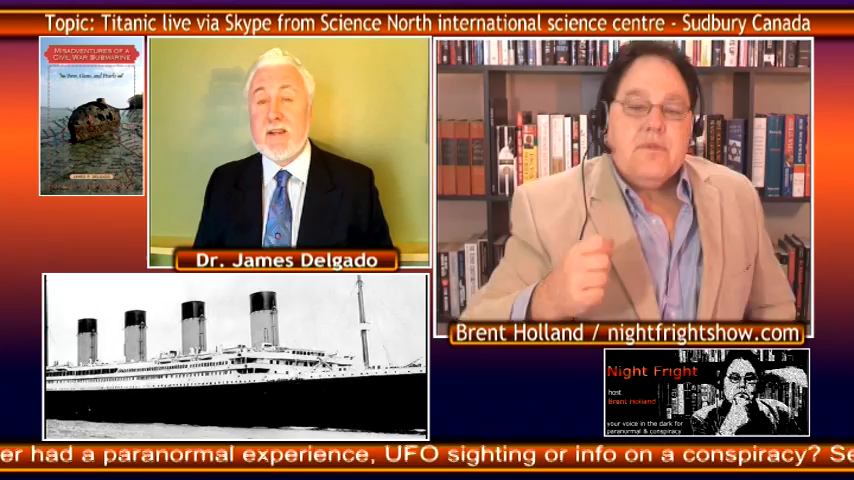 Topic: Titanic live via Skype from Science North international science centre - Sudbury Canada
MISADVENTURES OF A
CIVIL WAR SUBMARINE
JAMES P. DELGADO
Dr. James Delgado
Brent Holland / nightfrightshow.com
Night Fright
host
Brent Holland
your voice in the dark for
paranormal & conspiracy
er had a paranormal experience, UFO sighting or info on a conspiracy? Se